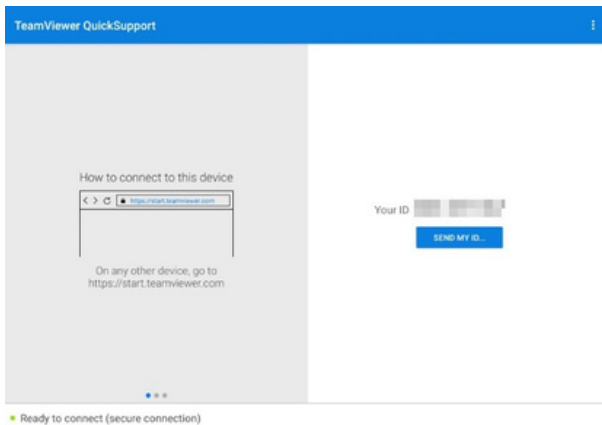 TeamViewer QuickSupport
How to connect to this device
https://start.teamviewer.com
On any other device, go to
https://start.teamviewer.com
Your ID
SEND MY ID...
Ready to connect (secure connection)